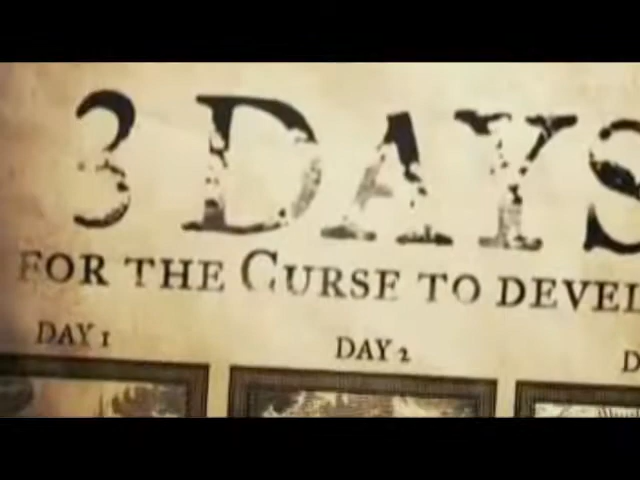 3 DAYS
FOR THE CURSE TO DEVEL
DAY 1
DAY 2
D